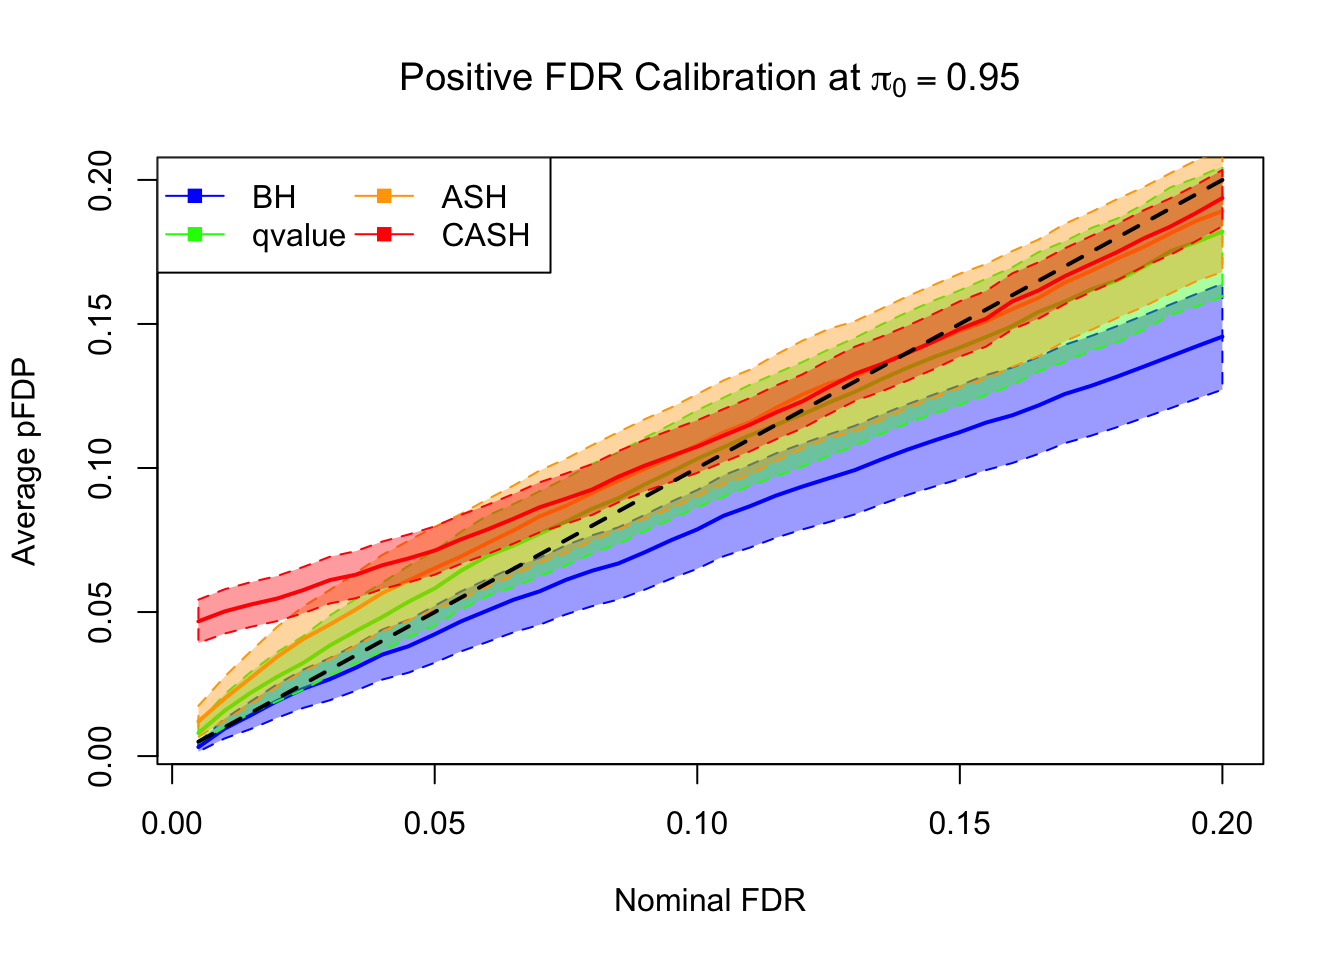 Positive FDR Calibration at π₀ = 0.95
BH ASH
qvalue CASH
Average pFDP
0.20
0.15
0.10
0.05
0.00
0.00 0.05 0.10 0.15 0.20
Nominal FDR